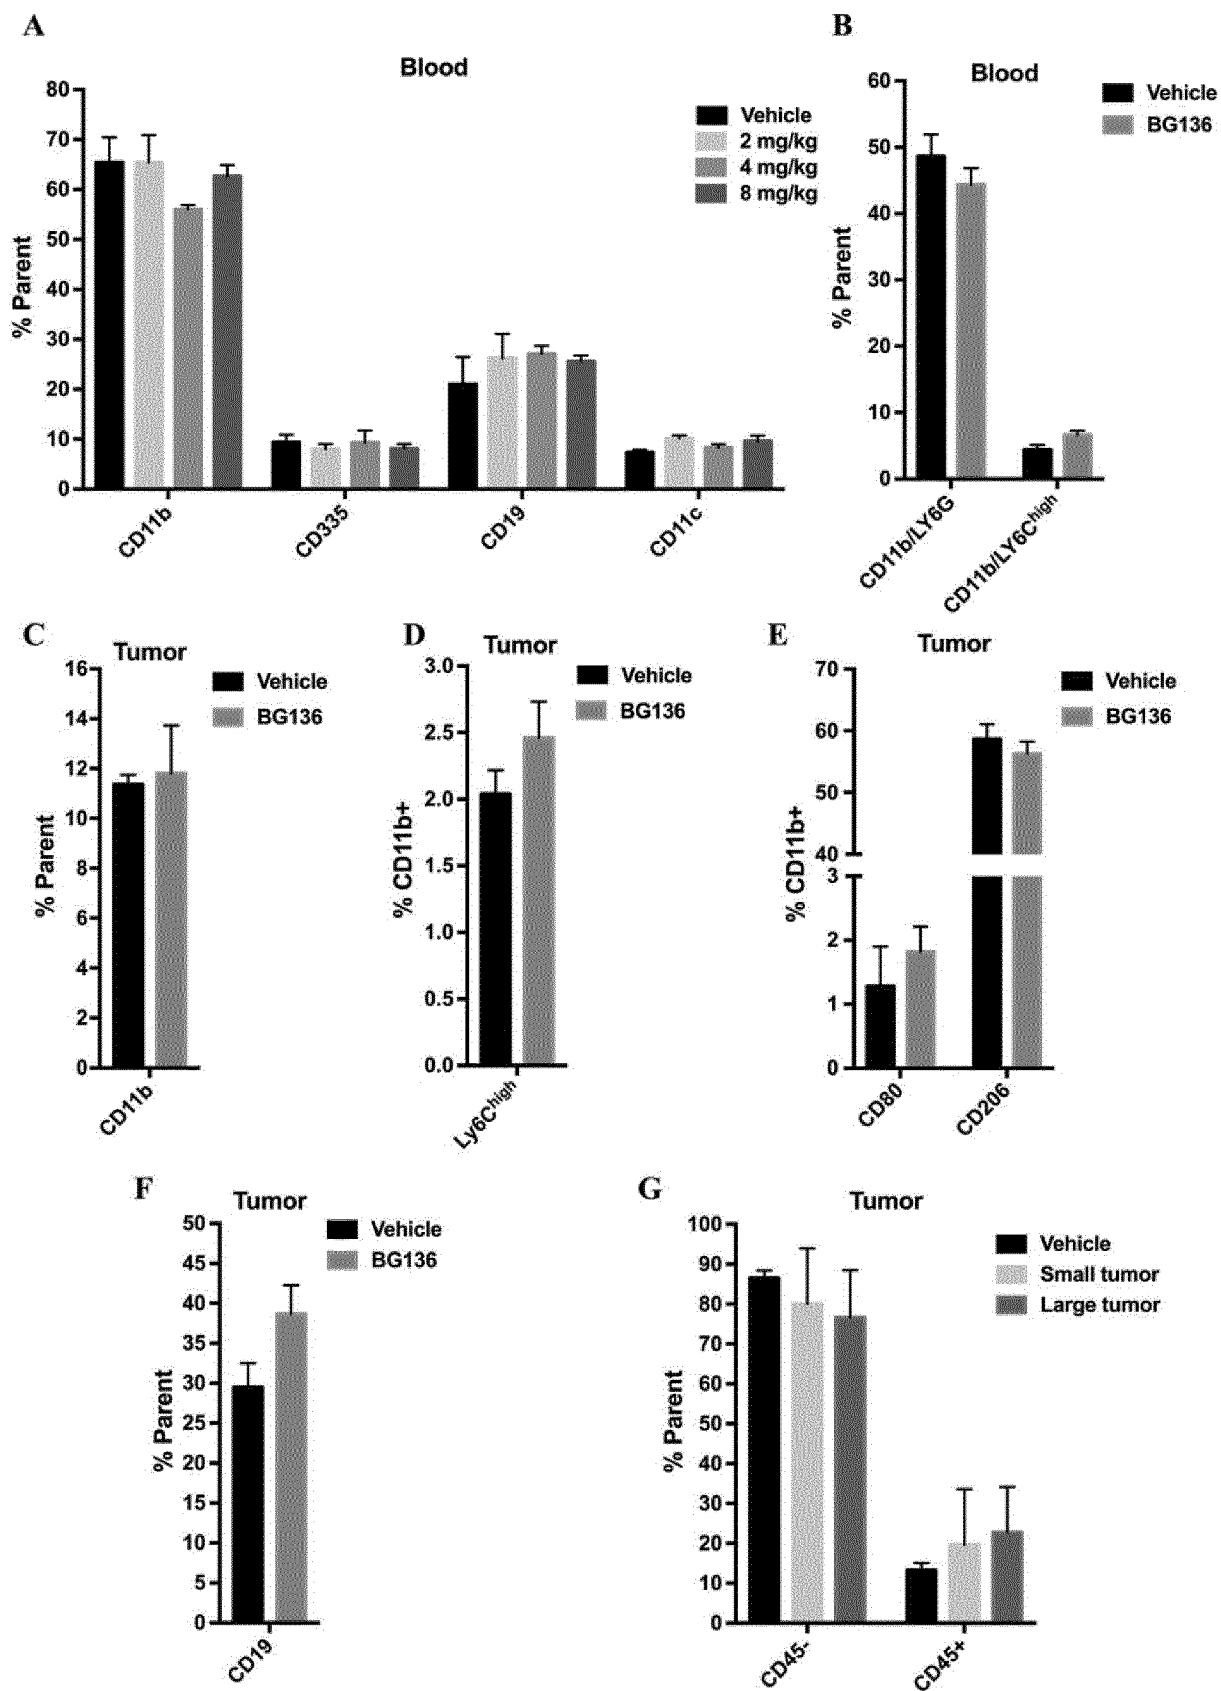 A
Blood
80
70
60
50
40
30
20
10
0
% Parent
CD11b
CD335
CD19
CD11c
Vehicle
2 mg/kg
4 mg/kg
8 mg/kg
B
Blood
60
50
40
30
20
10
0
% Parent
CD11b/LY6G
CD11b/LY6Chigh
Vehicle
BG136
C
Tumor
16
14
12
10
8
6
4
2
0
% Parent
CD11b
Vehicle
BG136
D
Tumor
3.0
2.5
2.0
1.5
1.0
0.5
0.0
% CD11b+
Ly6Chigh
Vehicle
BG136
E
Tumor
70
60
50
40
3
2
1
0
% CD11b+
CD80
CD206
Vehicle
BG136
F
Tumor
50
45
40
35
30
25
20
15
10
5
0
% Parent
CD19
Vehicle
BG136
G
Tumor
100
90
80
70
60
50
40
30
20
10
0
% Parent
CD45-
CD45+
Vehicle
Small tumor
Large tumor